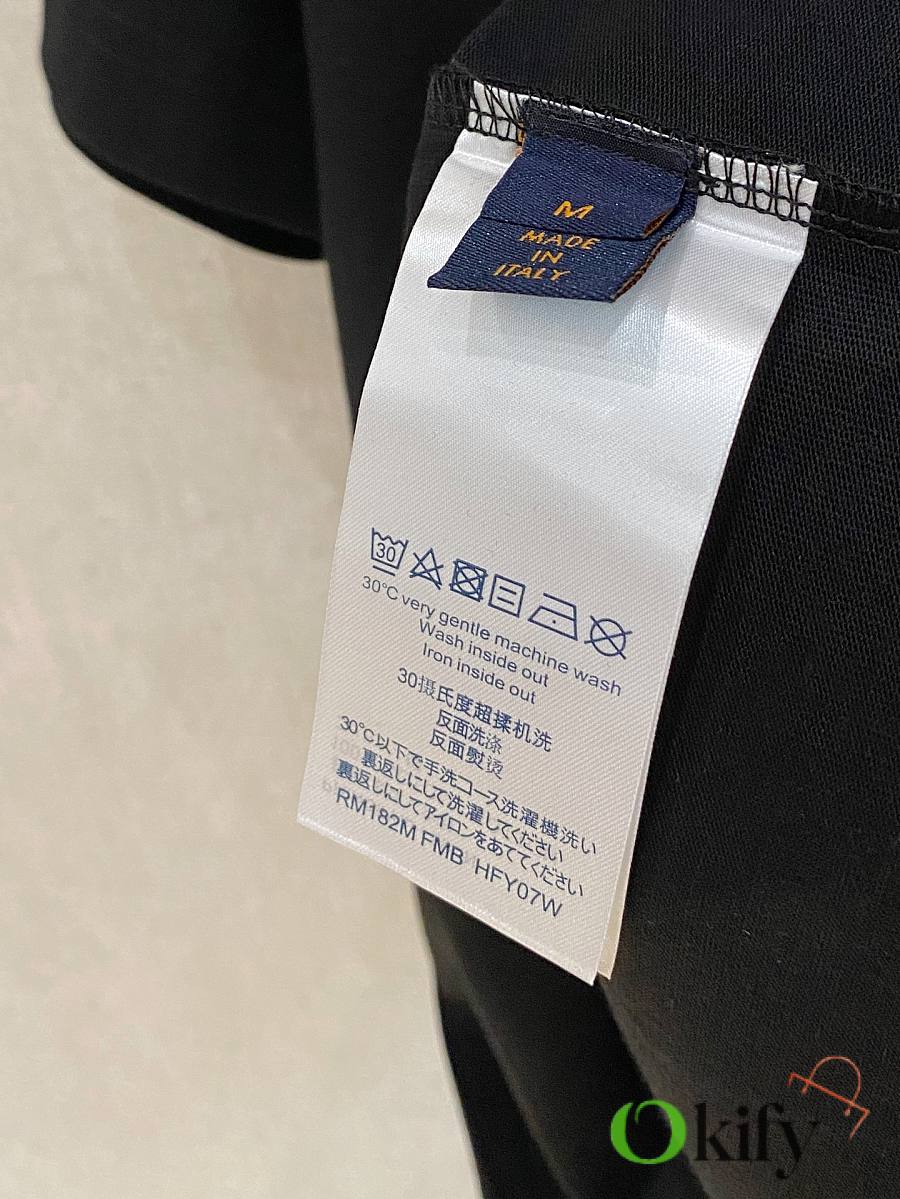 M
MADE
IN
ITALY
30
30°C very gentle machine wash
Wash inside out
Iron inside out
30摄氏度超揉机洗
反面洗涤
反面熨烫
30°C以下で手洗コース洗濯機洗い
裏返しにして洗濯してください
裏返しにしてアイロンをあててください
RM182M FMB HFY07W
Okify